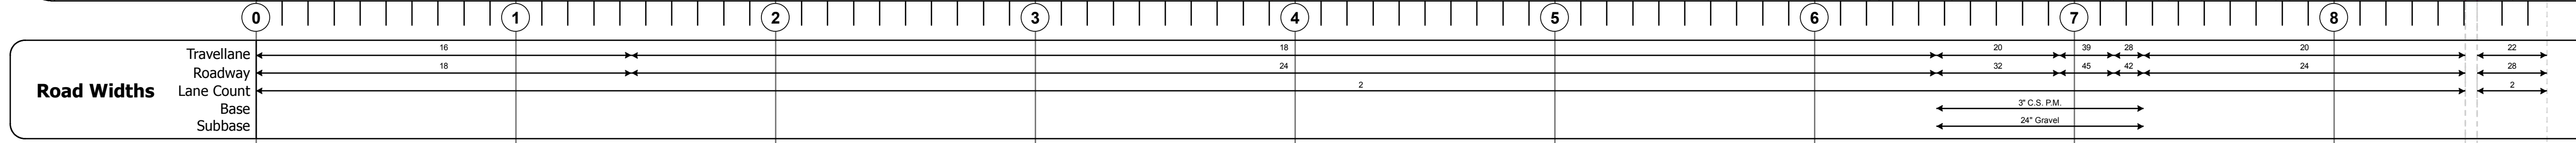 0 1 2 3 4 5 6 7 8
Road Widths
Travellane 16 18 20 39 28 20 22
Roadway 18 24 32 45 42 24 28
Lane Count 2 2
Base 3" C.S. P.M.
Subbase 24" Gravel